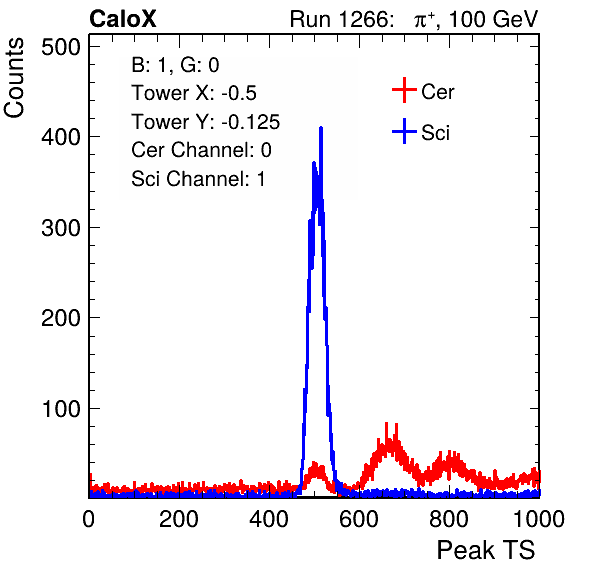 CaloX Run 1266: π+, 100 GeV
Counts
500
400
300
200
100
B: 1, G: 0
Tower X: -0.5
Tower Y: -0.125
Cer Channel: 0
Sci Channel: 1
Cer
Sci
0 200 400 600 800 1000
Peak TS